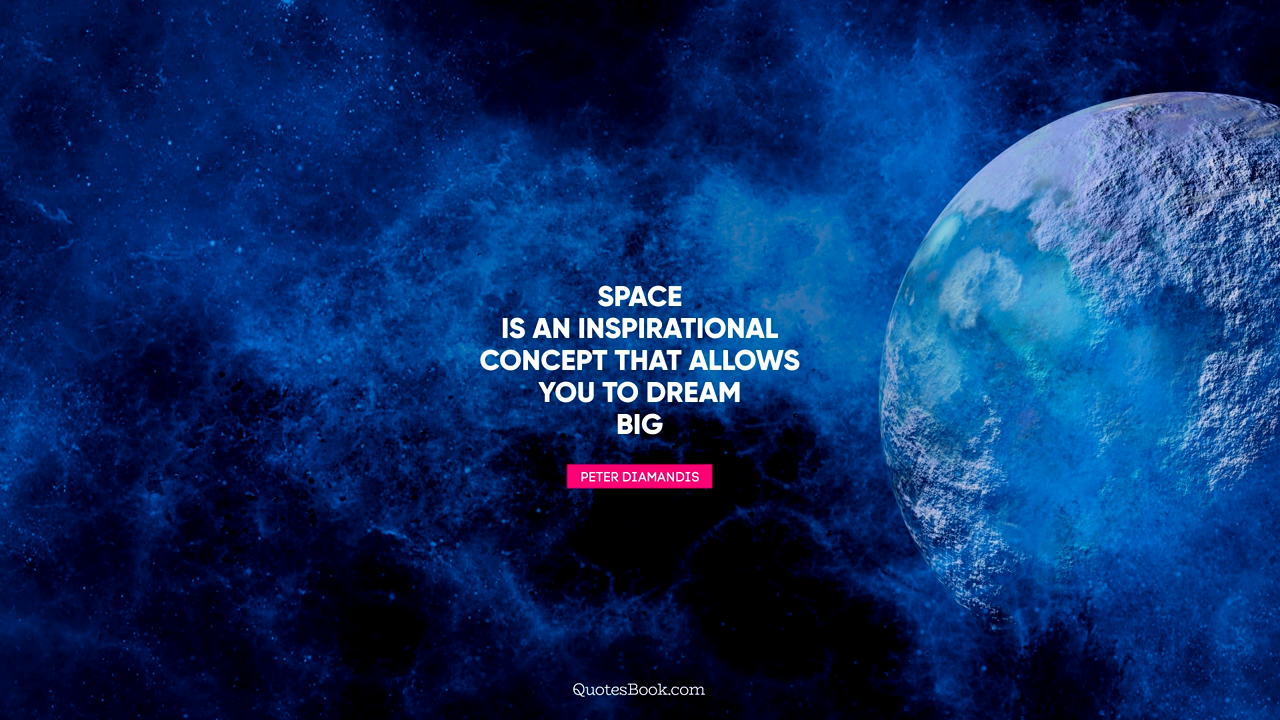 SPACE
IS AN INSPIRATIONAL
CONCEPT THAT ALLOWS
YOU TO DREAM
BIG
PETER DIAMANDIS
QuotesBook.com